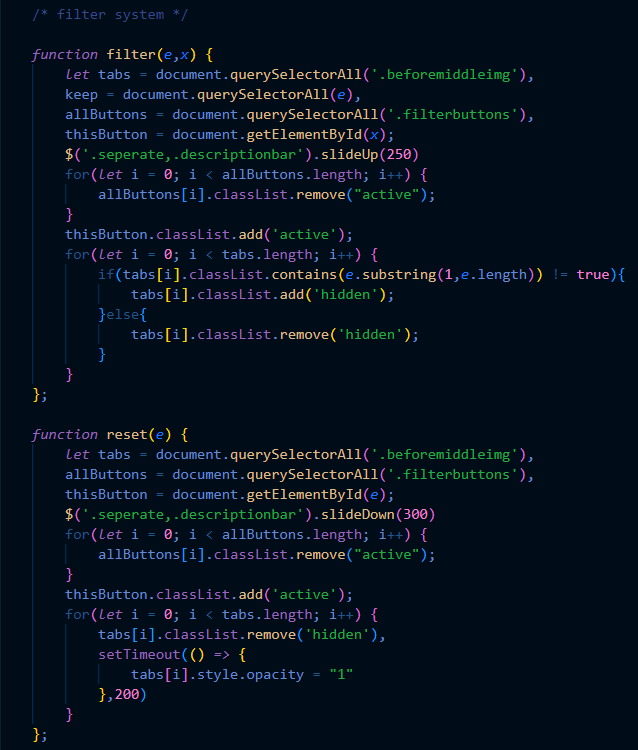 /* filter system */
function filter(e,x) {
let tabs = document.querySelectorAll('.beforemiddleimg'),
keep = document.querySelectorAll(e),
allButtons = document.querySelectorAll('.filterbuttons'),
thisButton = document.getElementById(x);
$('.seperate,.descriptionbar').slideUp(250)
for(let i = 0; i < allButtons.length; i++) {
allButtons[i].classList.remove("active");
}
thisButton.classList.add('active');
for(let i = 0; i < tabs.length; i++) {
if(tabs[i].classList.contains(e.substring(1,e.length)) != true){
tabs[i].classList.add('hidden');
}else{
tabs[i].classList.remove('hidden');
}
}
};
function reset(e) {
let tabs = document.querySelectorAll('.beforemiddleimg'),
allButtons = document.querySelectorAll('.filterbuttons'),
thisButton = document.getElementById(e);
$('.seperate,.descriptionbar').slideDown(300)
for(let i = 0; i < allButtons.length; i++) {
allButtons[i].classList.remove("active");
}
thisButton.classList.add('active');
for(let i = 0; i < tabs.length; i++) {
tabs[i].classList.remove('hidden'),
setTimeout(() => {
tabs[i].style.opacity = "1"
},200)
}
};